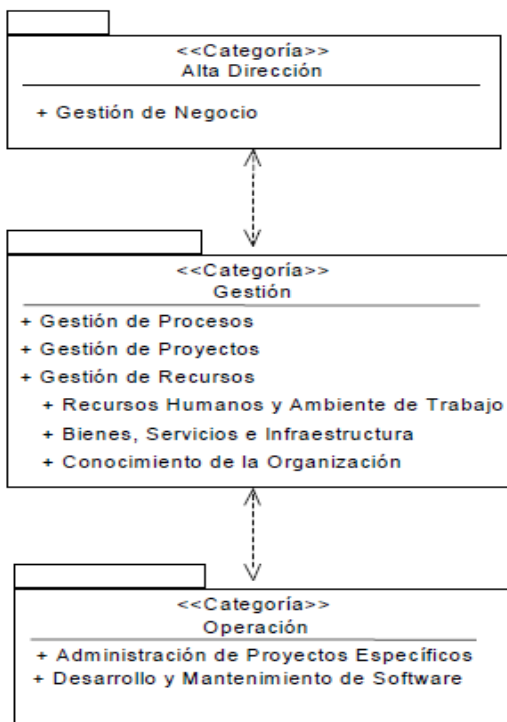 <<Categoría>>
Alta Dirección
+ Gestión de Negocio
<<Categoría>>
Gestión
+ Gestión de Procesos
+ Gestión de Proyectos
+ Gestión de Recursos
+ Recursos Humanos y Ambiente de Trabajo
+ Bienes, Servicios e Infraestructura
+ Conocimiento de la Organización
<<Categoría>>
Operación
+ Administración de Proyectos Específicos
+ Desarrollo y Mantenimiento de Software